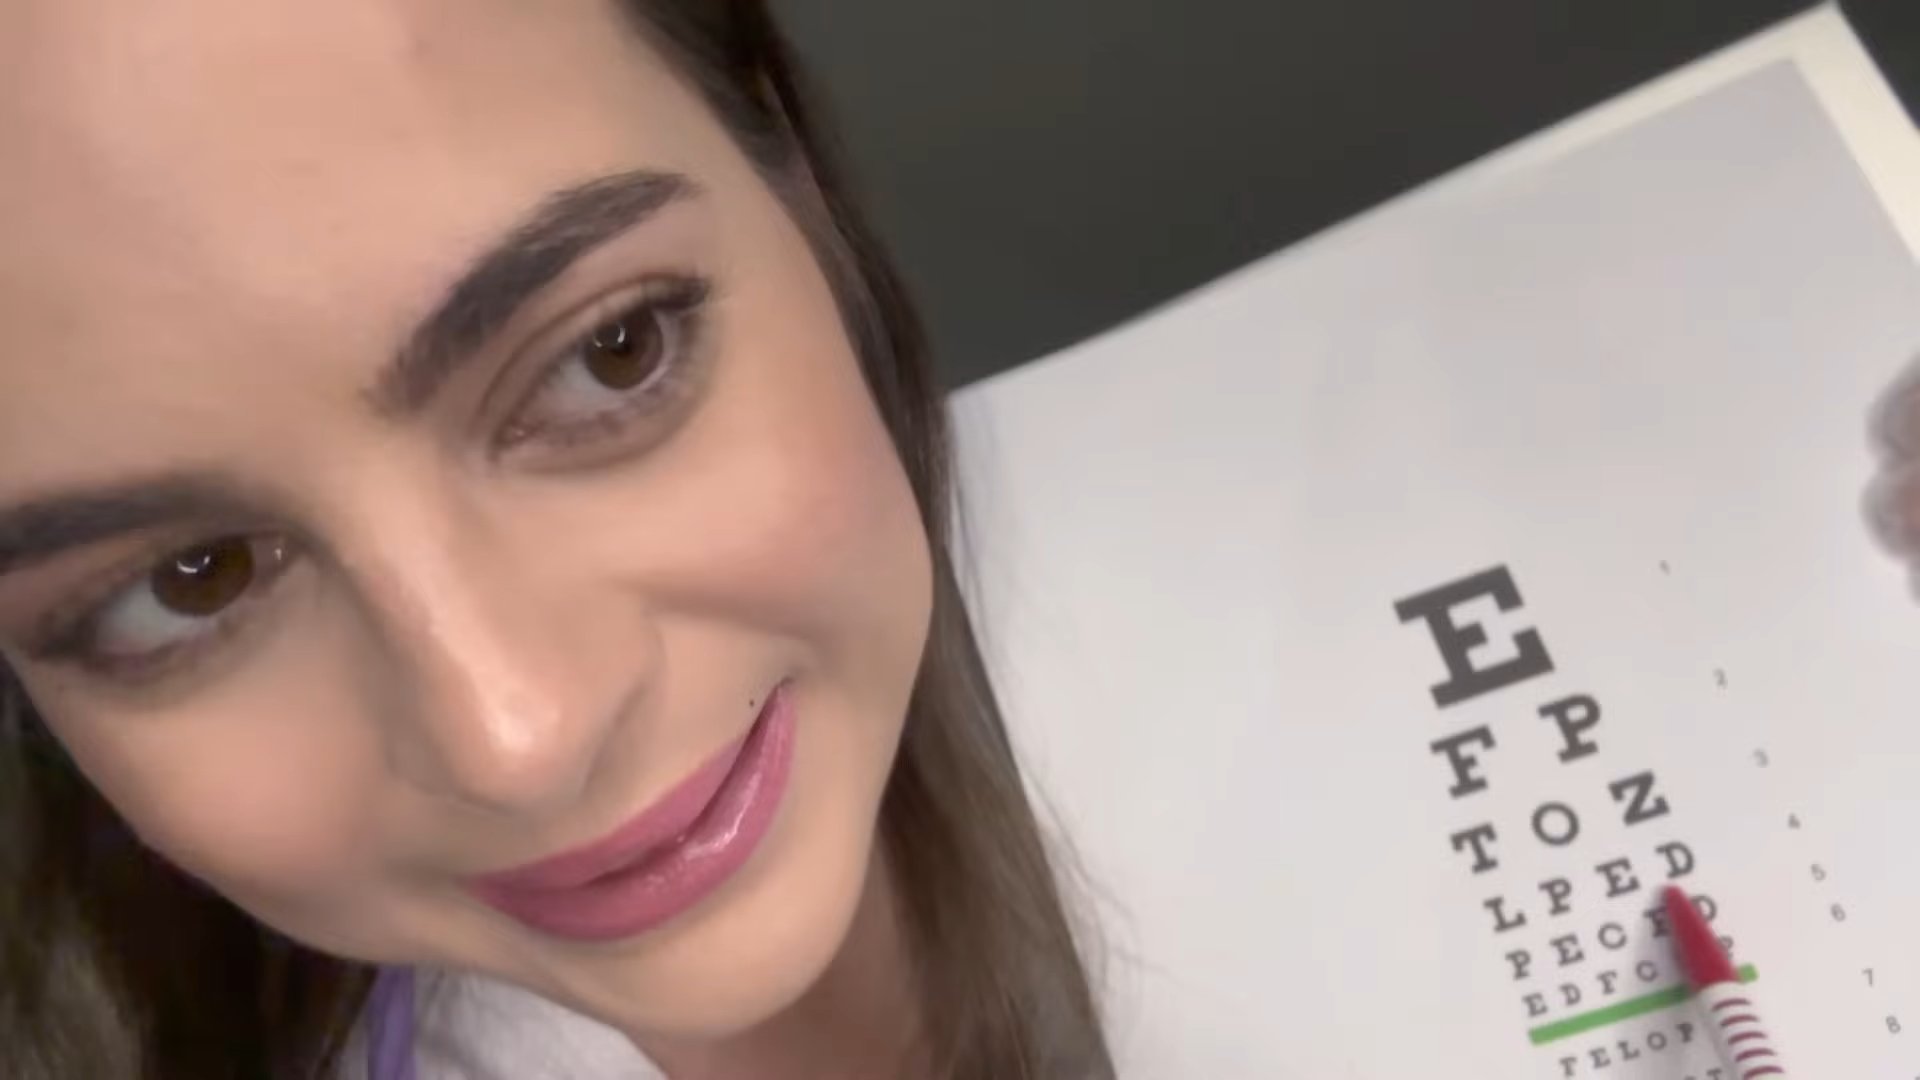 E 1
F P 2
T O Z 3
L P E D 4
P E C F D 5
E D F C 6
F E L O P 7
8